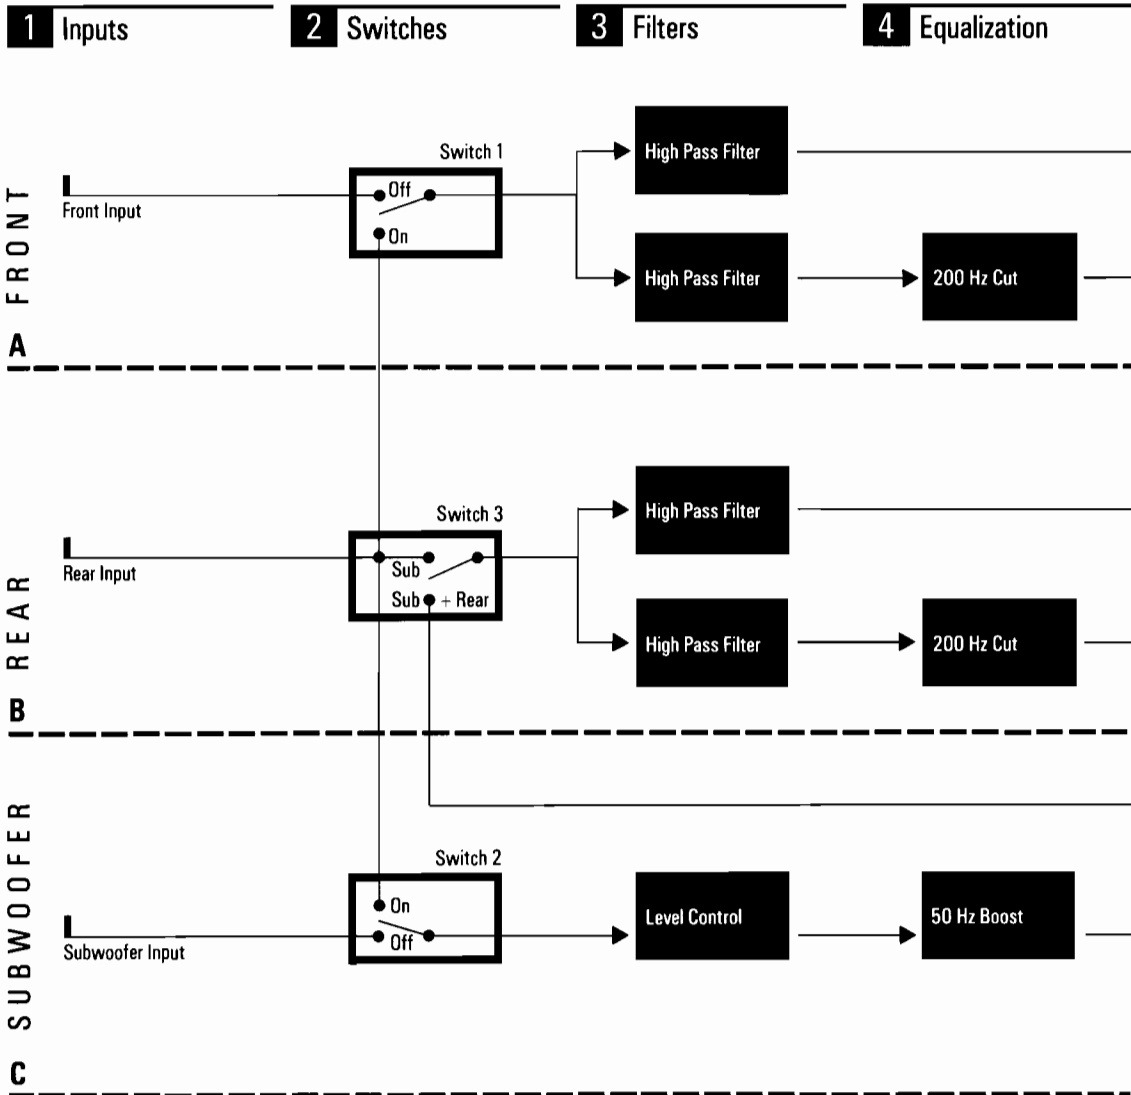 1 Inputs
2 Switches
3 Filters
4 Equalization
FRONT
A
Front Input
Switch 1
Off
On
High Pass Filter
High Pass Filter
200 Hz Cut
REAR
B
Rear Input
Switch 3
Sub
Sub + Rear
High Pass Filter
High Pass Filter
200 Hz Cut
SUBWOOFER
C
Subwoofer Input
Switch 2
On
Off
Level Control
50 Hz Boost